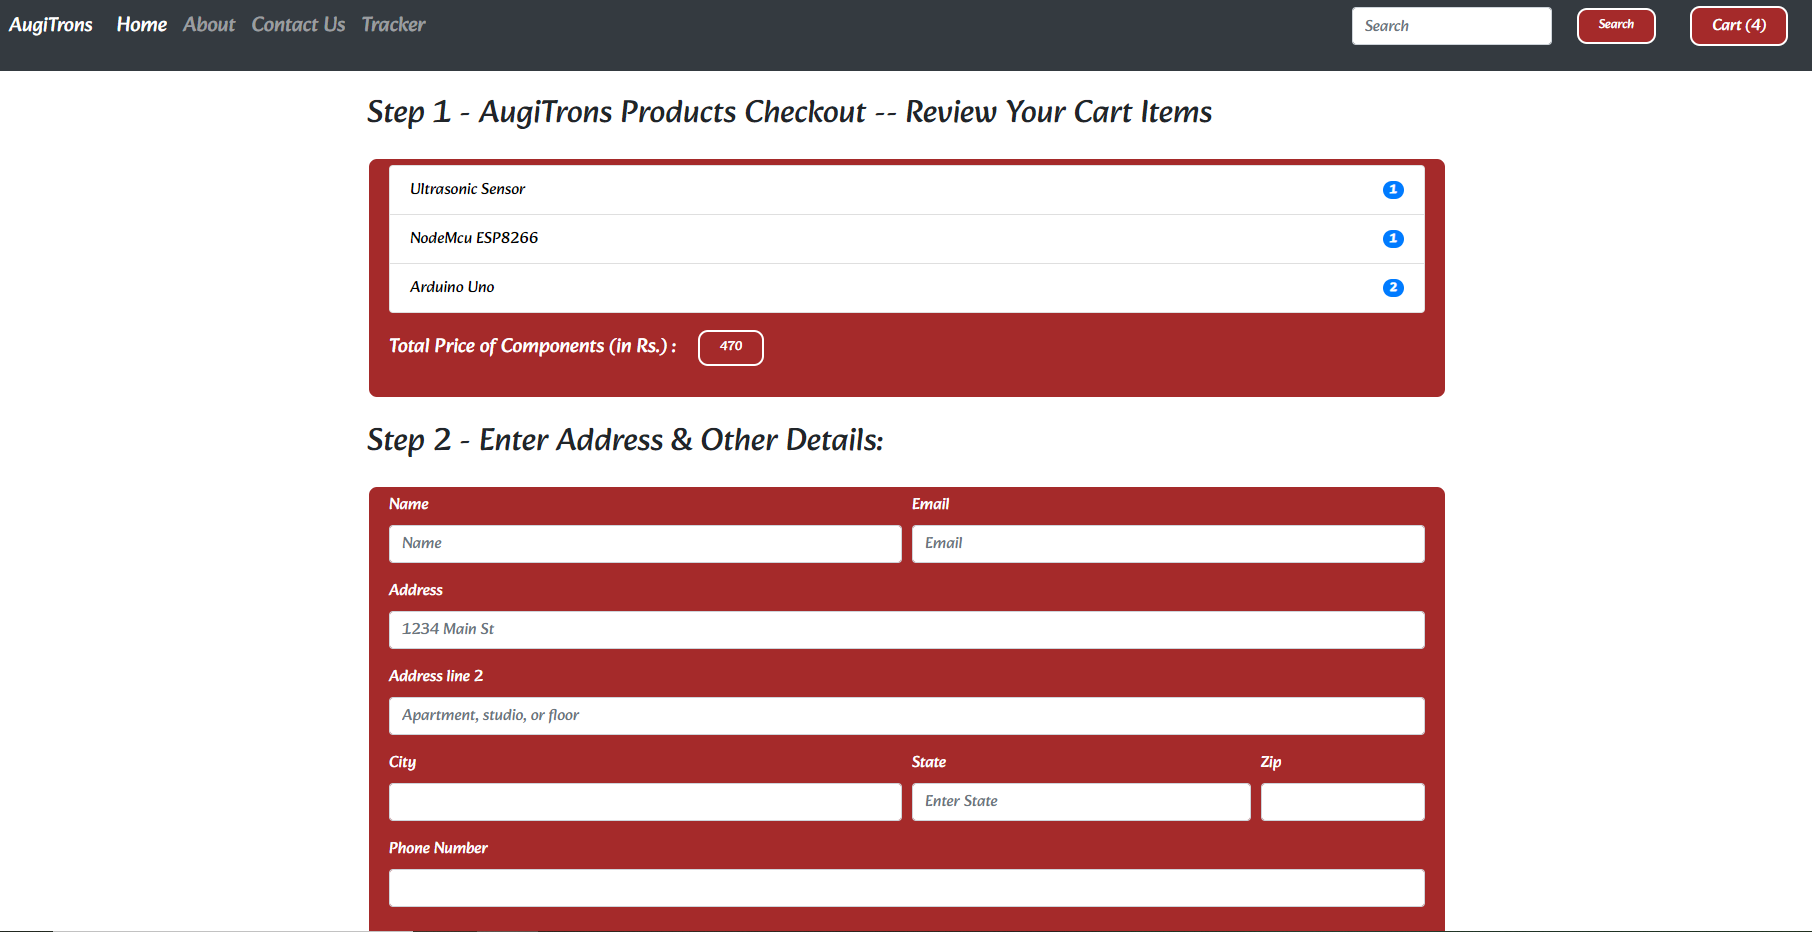 AugiTrons Home About Contact Us Tracker Search Search Cart (4)
Step 1 - AugiTrons Products Checkout -- Review Your Cart Items
Ultrasonic Sensor 1
NodeMcu ESP8266 1
Arduino Uno 2
Total Price of Components (in Rs.) : 470
Step 2 - Enter Address & Other Details:
Name Email
Name Email
Address
1234 Main St
Address line 2
Apartment, studio, or floor
City State Zip
Enter State
Phone Number